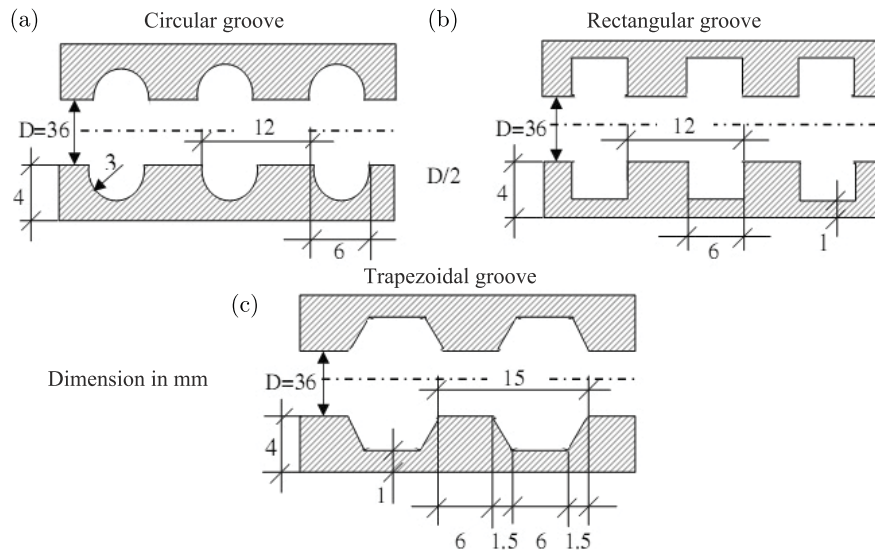 (a)
Circular groove
D=36
12
3
4
6
(b)
Rectangular groove
D=36
12
D/2
4
6
1
Trapezoidal groove
(c)
Dimension in mm
D=36
15
4
1
6 1.5 6 1.5